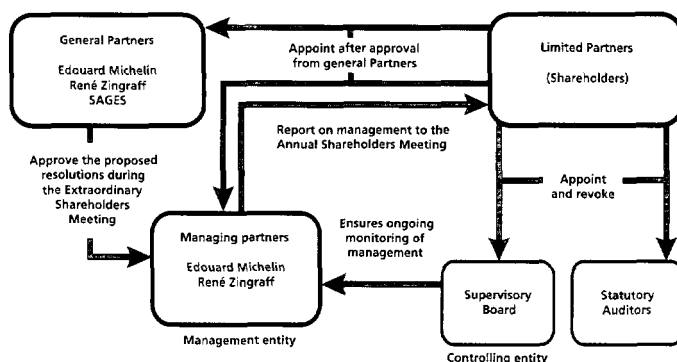 General Partners
Edouard Michelin
René Zingraff
SAGES
Appoint after approval
from general Partners
Limited Partners
(Shareholders)
Report on management to the
Annual Shareholders Meeting
Approve the proposed
resolutions during
the Extraordinary
Shareholders
Meeting
Appoint
and revoke
Managing partners
Edouard Michelin
René Zingraff
Management entity
Ensures ongoing
monitoring of
management
Supervisory
Board
Controlling entity
Statutory
Auditors